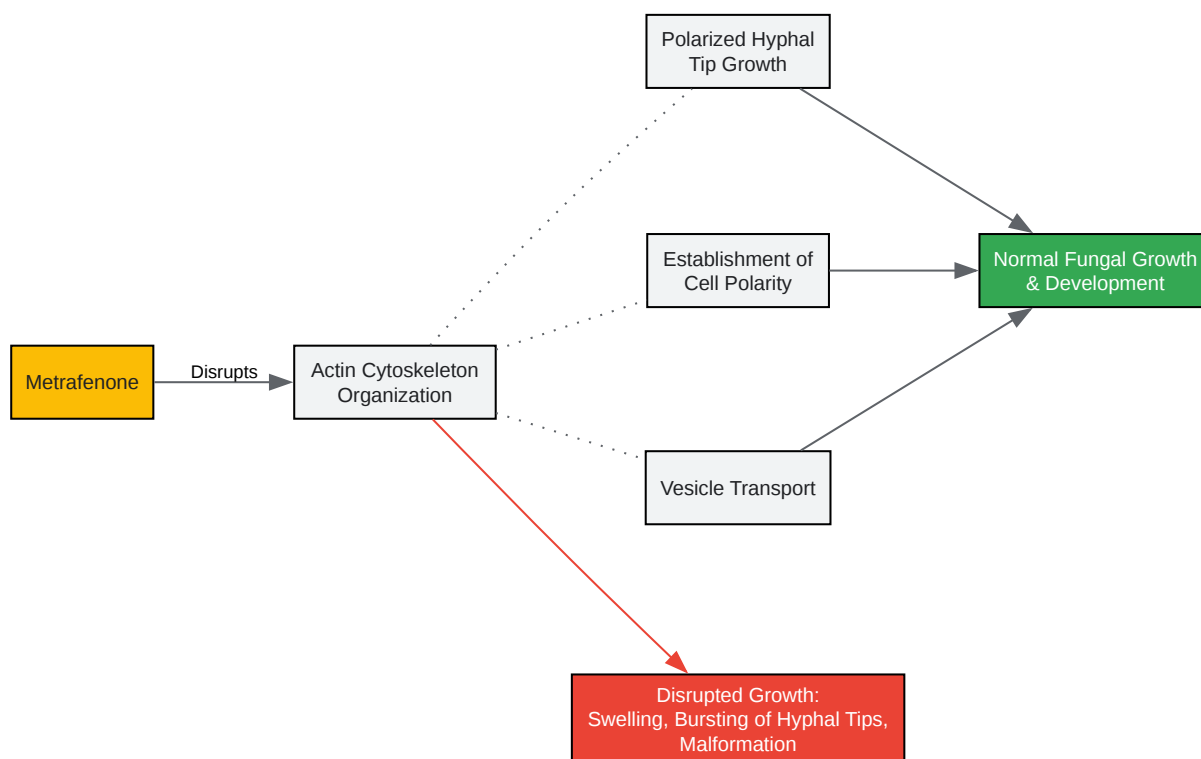 Polarized Hyphal
Tip Growth
Establishment of
Cell Polarity
Normal Fungal Growth
& Development
Metrafenone
Disrupts
Actin Cytoskeleton
Organization
Vesicle Transport
Disrupted Growth:
Swelling, Bursting of Hyphal Tips,
Malformation